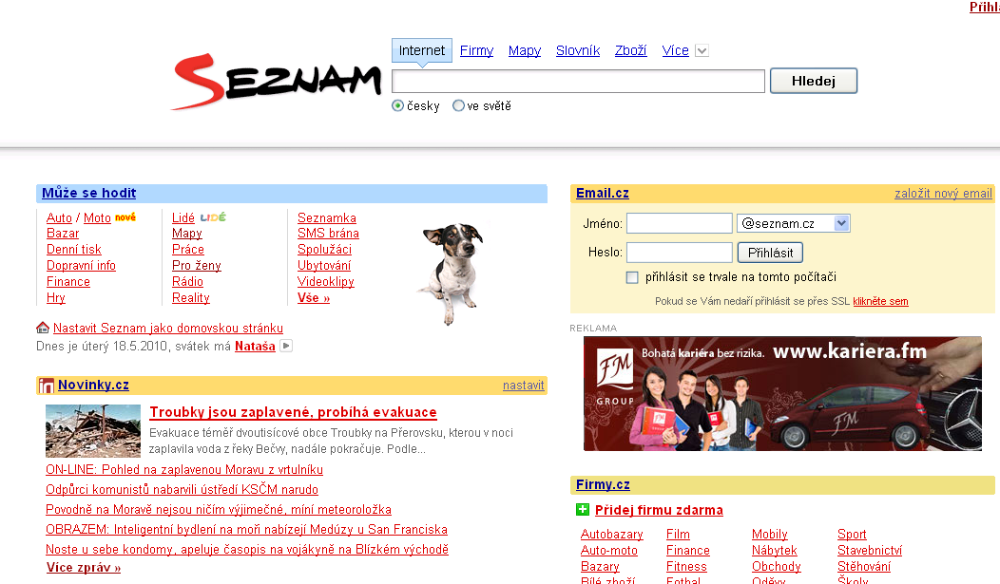 Přihlá
Internet Firmy Mapy Slovník Zboží Více
SEZNAM
Hledej
česky ve světě
Může se hodit
Auto / Moto nové
Bazar
Denní tisk
Dopravní info
Finance
Hry
Lidé LIDÉ
Mapy
Práce
Pro ženy
Rádio
Reality
Seznamka
SMS brána
Spolužáci
Ubytování
Videoklipy
Vše »
Nastavit Seznam jako domovskou stránku
Dnes je úterý 18.5.2010, svátek má Nataša
Novinky.cz nastavit
Troubky jsou zaplavené, probíhá evakuace
Evakuace téměř dvoutisícové obce Troubky na Přerovsku, kterou v noci
zaplavila voda z řeky Bečvy, nadále pokračuje. Podle...
ON-LINE: Pohled na zaplavenou Moravu z vrtulníku
Odpůrci komunistů nabarvili ústředí KSČM narudo
Povodně na Moravě nejsou ničím výjimečné, míní meteoroložka
OBRAZEM: Inteligentní bydlení na moři nabízejí Medúzy u San Franciska
Noste u sebe kondomy, apeluje časopis na vojákyně na Blízkém východě
Více zpráv »
Email.cz založit nový email
Jméno: @seznam.cz
Heslo: Přihlásit
přihlásit se trvale na tomto počítači
Pokud se Vám nedaří přihlásit se přes SSL klikněte sem
REKLAMA
Bohatá kariéra bez rizika. www.kariera.fm
FM
GROUP
FM
Firmy.cz
Přidej firmu zdarma
Autobazary Film Mobily Sport
Auto-moto Finance Nábytek Stavebnictví
Bazary Fitness Obchody Stěhování
Bílé zboží Fotbal Oděvy Školy